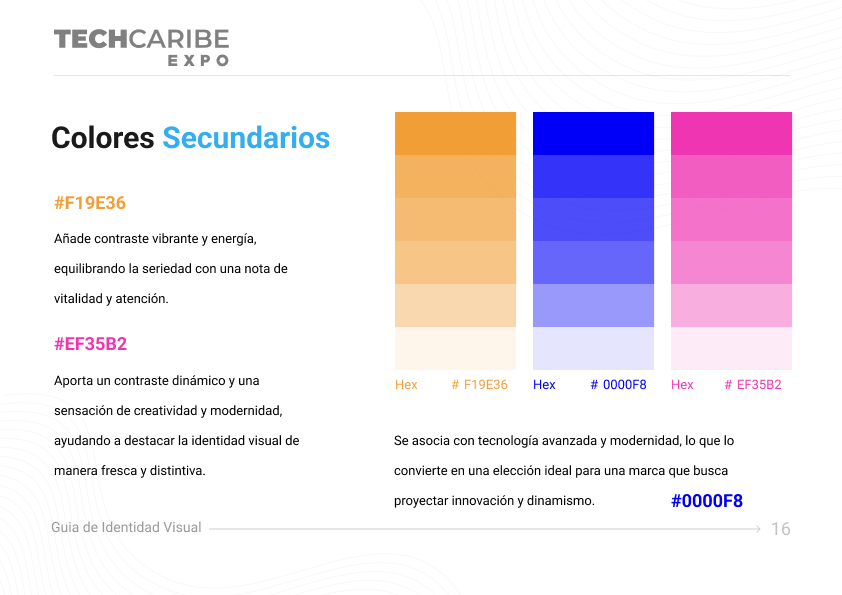 TECHCARIBE
EXPO
Colores Secundarios
#F19E36
Añade contraste vibrante y energía,
equilibrando la seriedad con una nota de
vitalidad y atención.
#EF35B2
Aporta un contraste dinámico y una
sensación de creatividad y modernidad,
ayudando a destacar la identidad visual de
manera fresca y distintiva.
Hex # F19E36
Hex # 0000F8
Hex # EF35B2
Se asocia con tecnología avanzada y modernidad, lo que lo
convierte en una elección ideal para una marca que busca
proyectar innovación y dinamismo.
#0000F8
Guia de Identidad Visual
16